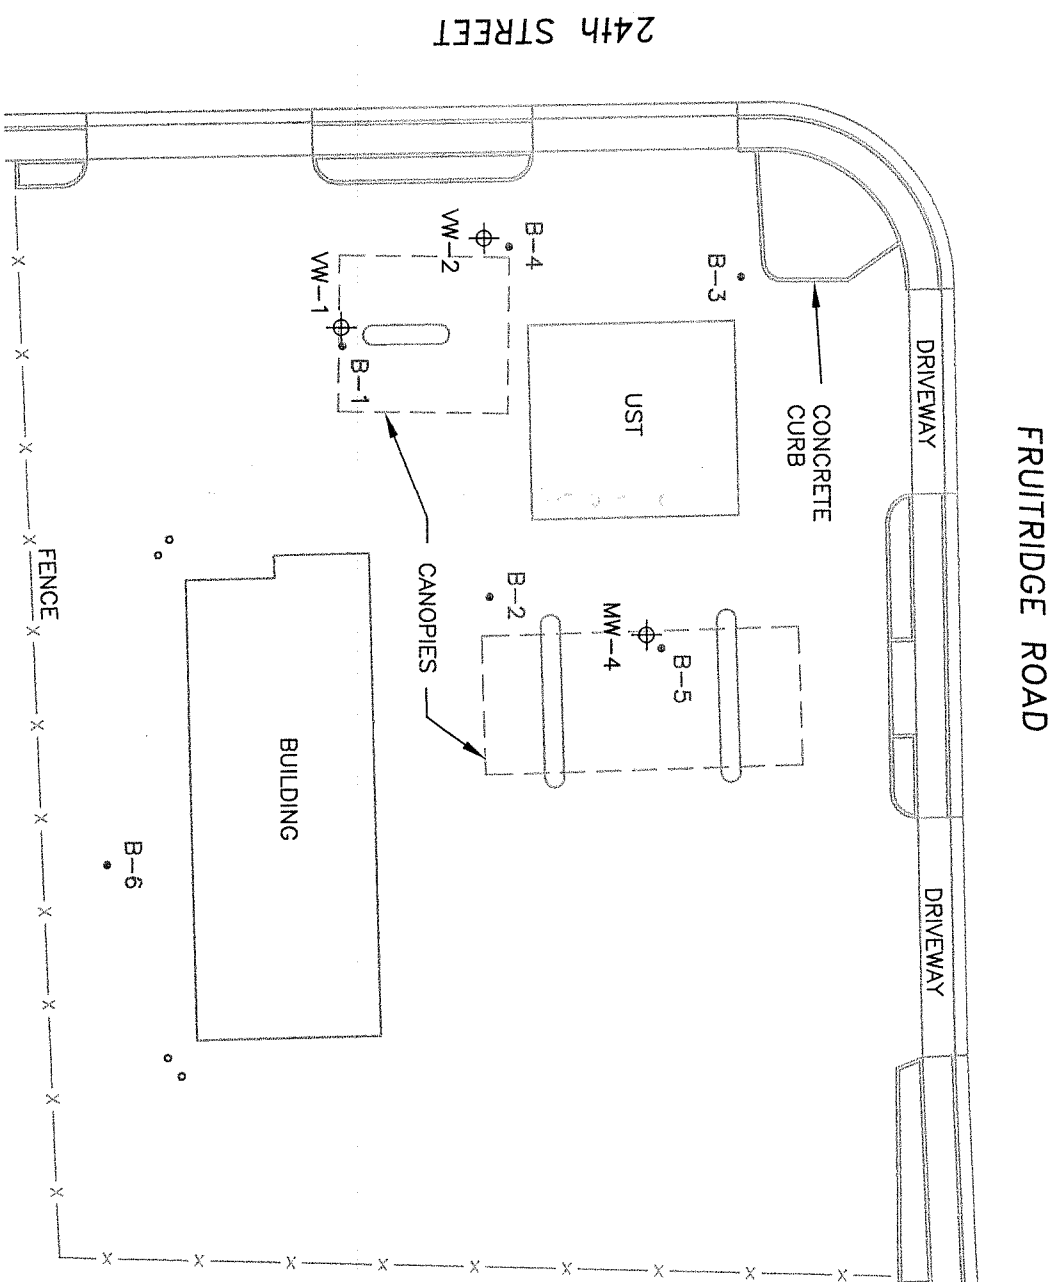 24th STREET
FRUITRIDGE ROAD
DRIVEWAY
DRIVEWAY
CONCRETE
CURB
B-3
B-4
VW-2
VW-1
B-1
UST
CANOPIES
B-2
MW-4
B-5
BUILDING
B-6
FENCE